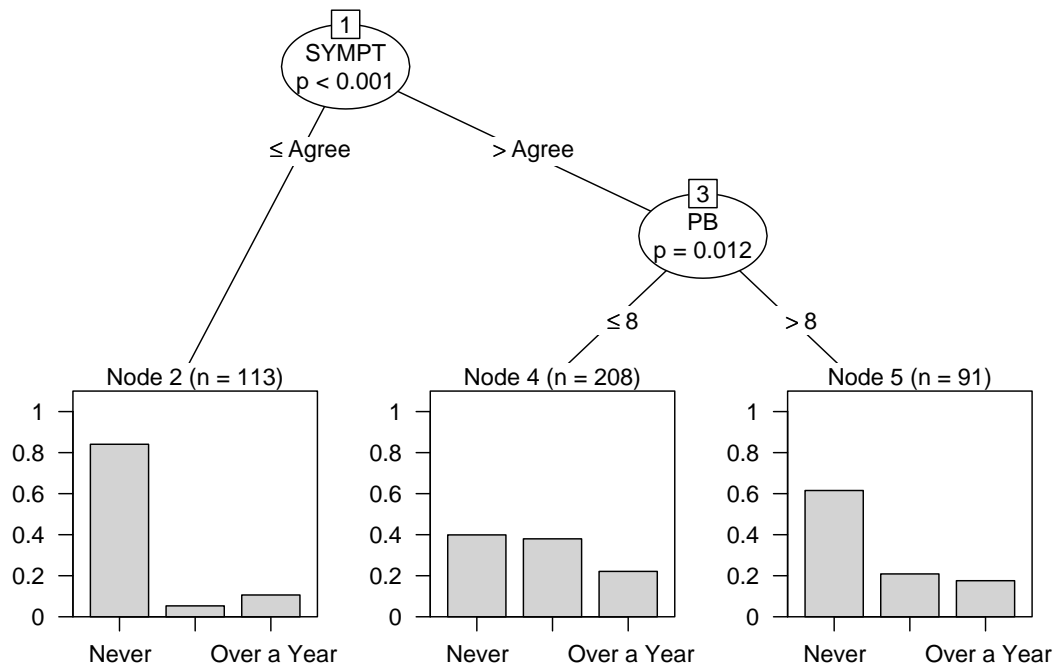 1
SYMPT
p < 0.001
≤ Agree
> Agree
3
PB
p = 0.012
≤ 8
> 8
Node 2 (n = 113)
1
0.8
0.6
0.4
0.2
0
Never
Over a Year
Node 4 (n = 208)
1
0.8
0.6
0.4
0.2
0
Never
Over a Year
Node 5 (n = 91)
1
0.8
0.6
0.4
0.2
0
Never
Over a Year